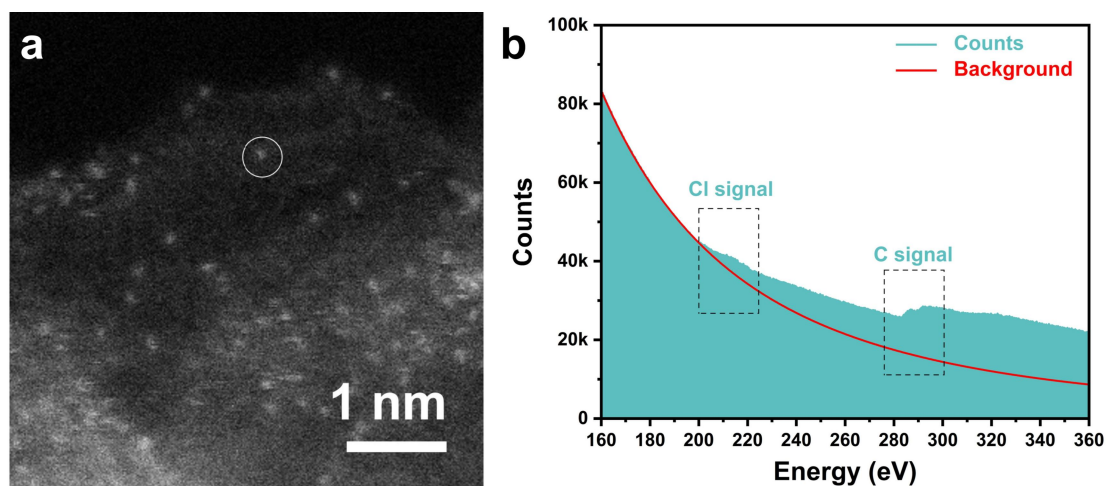 a
1 nm
b
Counts
Background
Cl signal
C signal
100k
80k
60k
40k
20k
0
Counts
160 180 200 220 240 260 280 300 320 340 360
Energy (eV)